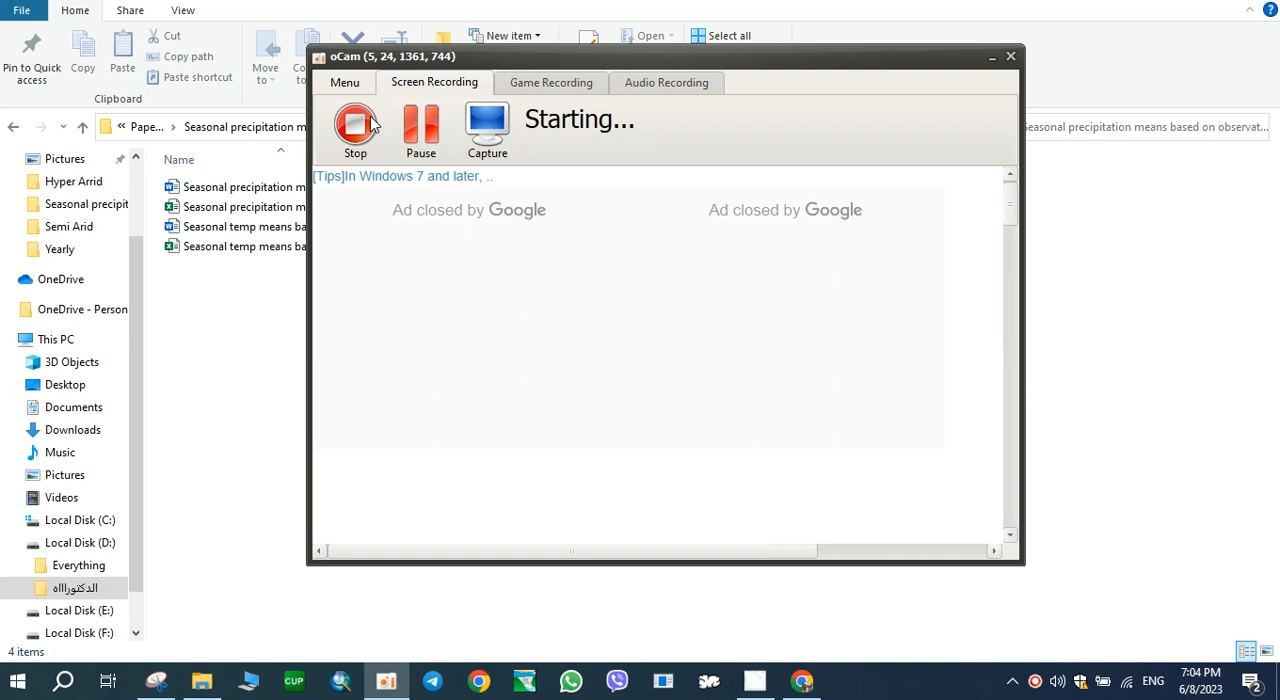 File Home Share View
Pin to Quick access
Copy
Paste
Cut
Copy path
Paste shortcut
Clipboard
Move to
New item
Open
Select all
oCam (5, 24, 1361, 744)
Menu Screen Recording Game Recording Audio Recording
Stop Pause Capture Starting...
[Tips]In Windows 7 and later, ..
Ad closed by Google
Ad closed by Google
« Pape... › Seasonal precipitation m
Seasonal precipitation means based on observat...
Pictures
Hyper Arrid
Seasonal precipit
Semi Arid
Yearly
OneDrive
OneDrive - Person
This PC
3D Objects
Desktop
Documents
Downloads
Music
Pictures
Videos
Local Disk (C:)
Local Disk (D:)
Everything
الدكتوراااه
Local Disk (E:)
Local Disk (F:)
Name
Seasonal precipitation m
Seasonal precipitation m
Seasonal temp means ba
Seasonal temp means ba
4 items
CUP
ENG
7:04 PM
6/8/2023
2